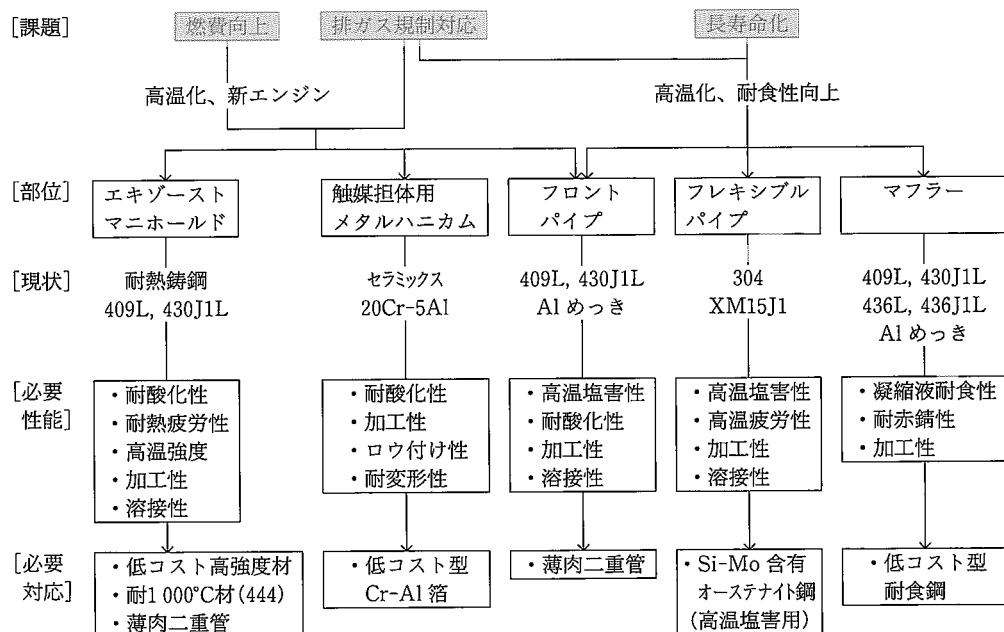 [課題]
燃費向上
排ガス規制対応
長寿命化
高温化、新エンジン
高温化、耐食性向上
[部位]
エキゾースト
マニホールド
触媒担体用
メタルハニカム
フロント
パイプ
フレキシブル
パイプ
マフラー
[現状]
耐熱鋳鋼
409L, 430J1L
セラミックス
20Cr-5Al
409L, 430J1L
Alめっき
304
XM15J1
409L, 430J1L
436L, 436J1L
Alめっき
[必要
性能]
・耐酸化性
・耐熱疲労性
・高温強度
・加工性
・溶接性
・耐酸化性
・加工性
・ロウ付け性
・耐変形性
・高温塩害性
・耐酸化性
・加工性
・溶接性
・高温塩害性
・高温疲労性
・加工性
・溶接性
・凝縮液耐食性
・耐赤錆性
・加工性
[必要
対応]
・低コスト高強度材
・耐1 000°C材(444)
・薄肉二重管
・低コスト型
Cr-Al 箔
・薄肉二重管
・Si-Mo 含有
オーステナイト鋼
(高温塩害用)
・低コスト型
耐食鋼